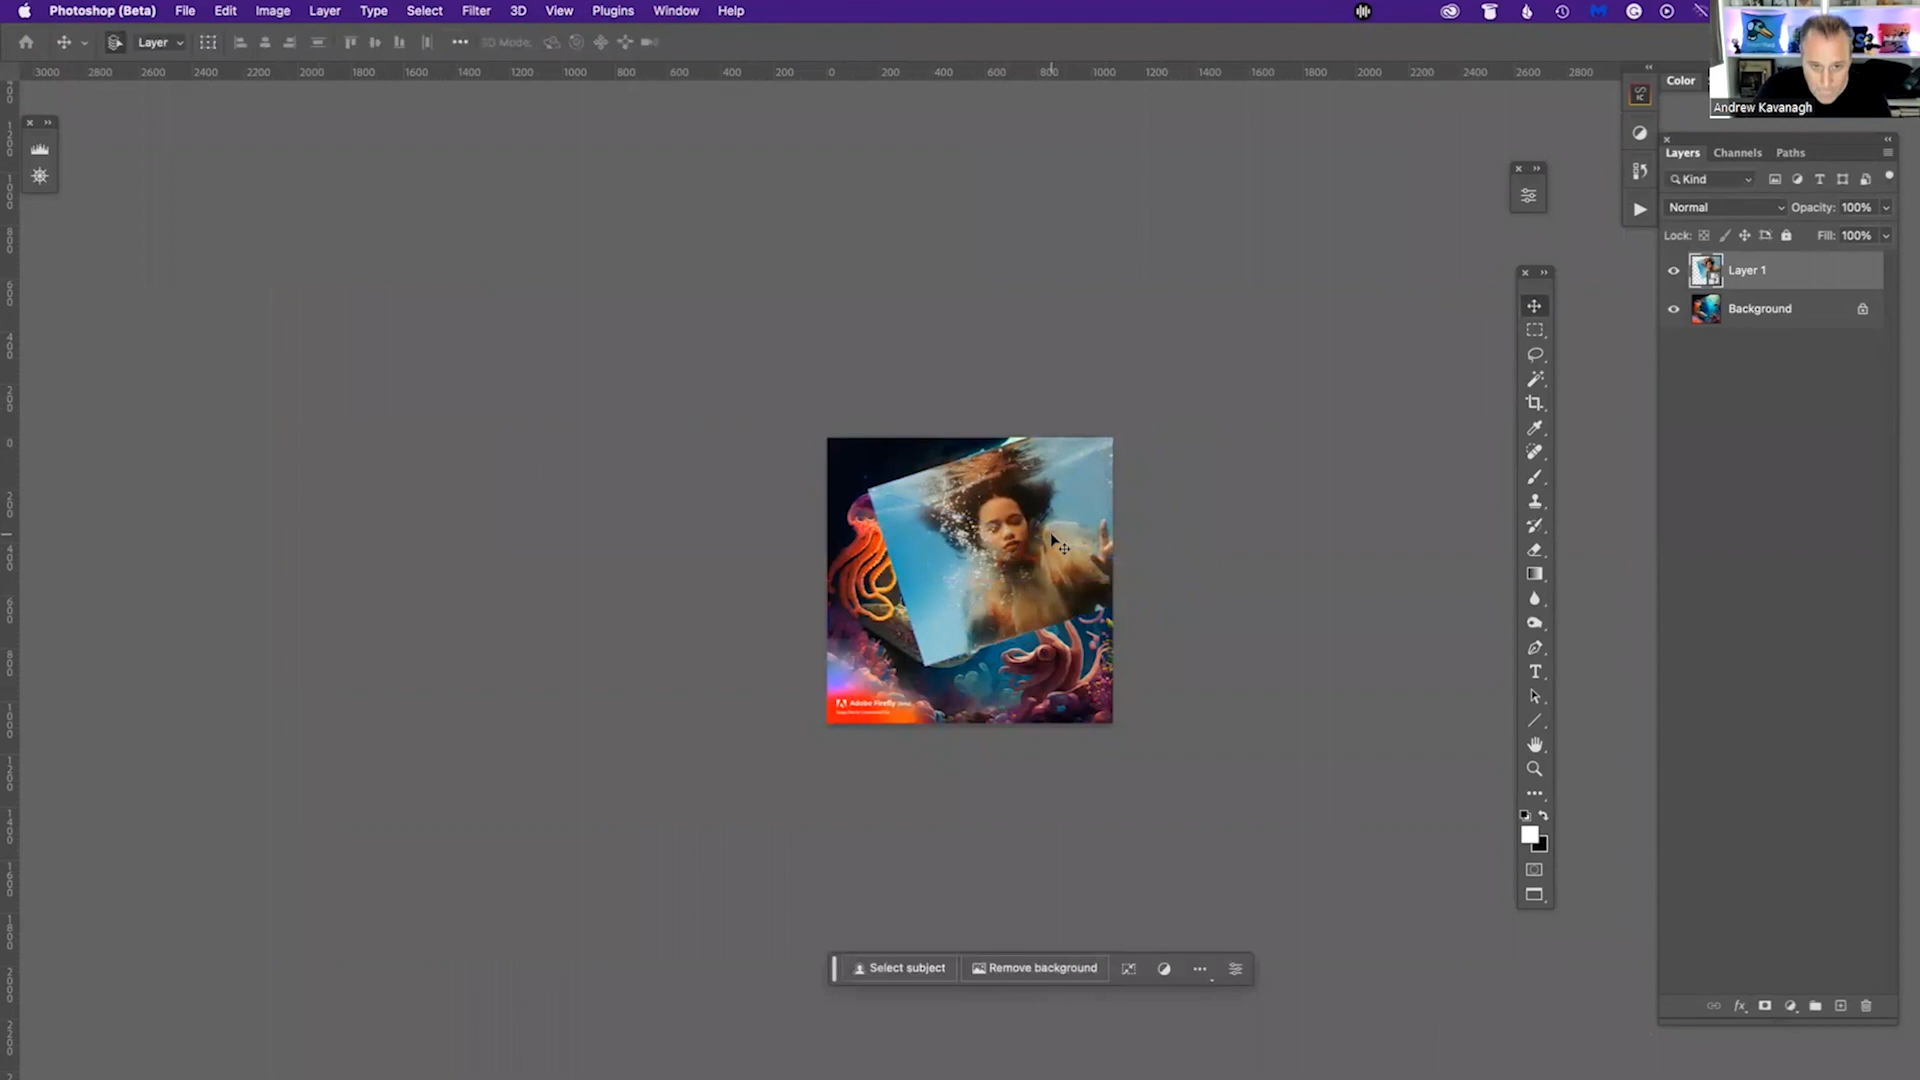 Photoshop (Beta) File Edit Image Layer Type Select Filter 3D View Plugins Window Help
Layer 3D Mode:
3000 2800 2600 2400 2200 2000 1800 1600 1400 1200 1000 800 600 400 200 0 200 400 600 800 1000 1200 1400 1600 1800 2000 2200 2400 2600 2800
Color
Andrew Kavanagh
Layers Channels Paths
Kind
Normal Opacity: 100%
Lock: Fill: 100%
Layer 1
Background
Adobe Firefly
Select subject Remove background